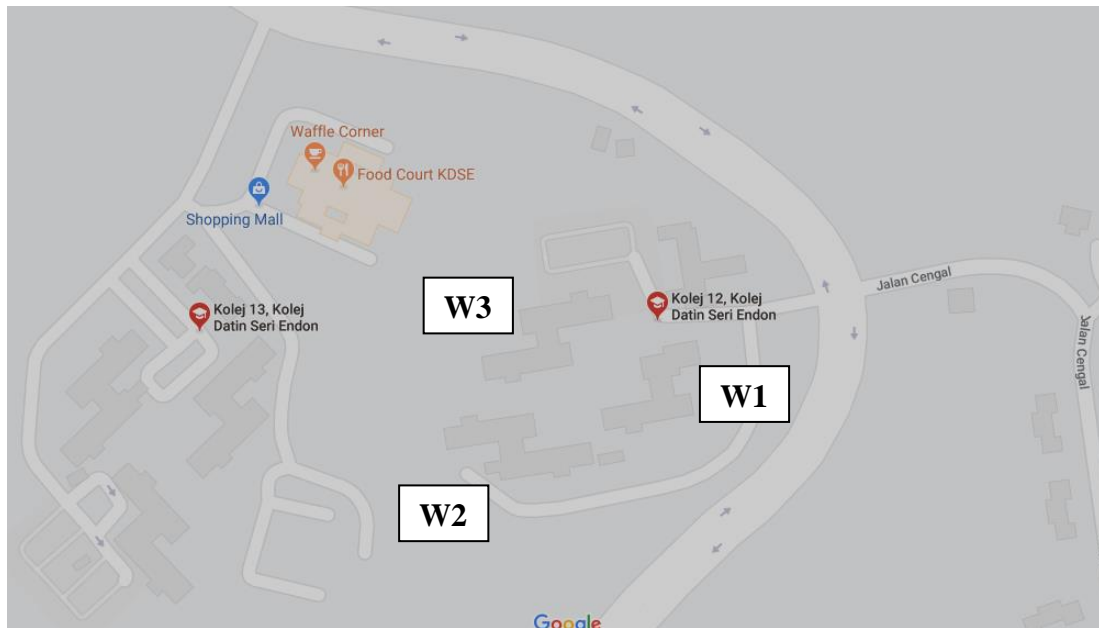 Waffle Corner
Food Court KDSE
Shopping Mall
Kolej 13, Kolej
Datin Seri Endon
W3
Kolej 12, Kolej
Datin Seri Endon
Jalan Cengal
Jalan Cengal
W1
W2
Google